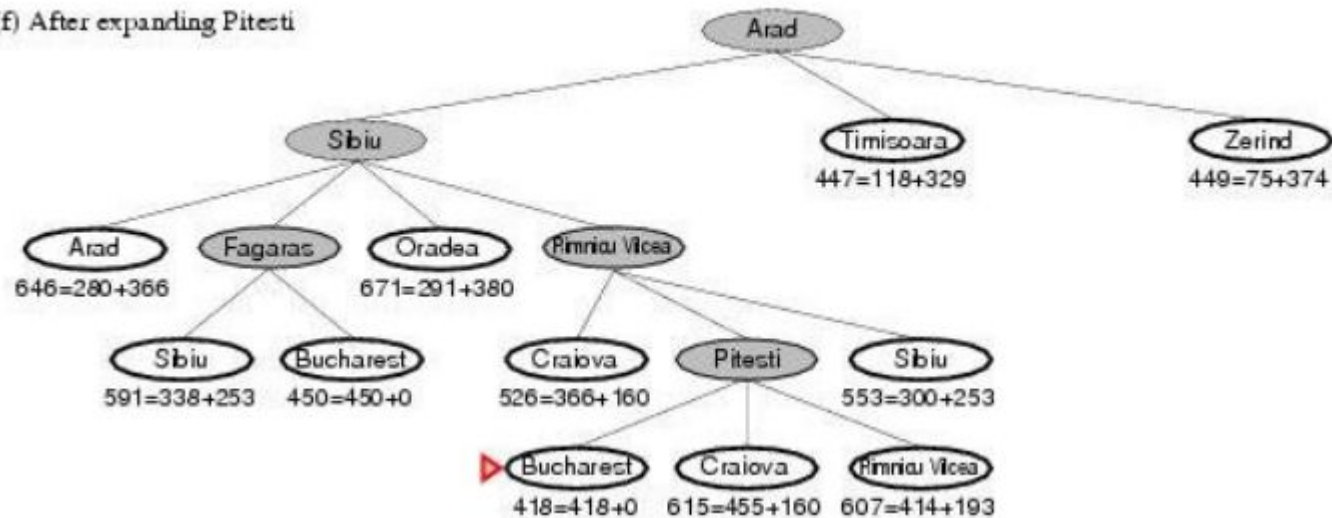 f) After expanding Pitesti
Arad
Sibiu
Timisoara
Zerind
447=118+329
449=75+374
Arad
Fagaras
Oradea
Rimnicu Vilcea
646=280+366
671=291+380
Sibiu
Bucharest
Craiova
Pitesti
Sibiu
591=338+253
450=450+0
526=366+160
553=300+253
Bucharest
Craiova
Rimnicu Vilcea
418=418+0
615=455+160
607=414+193